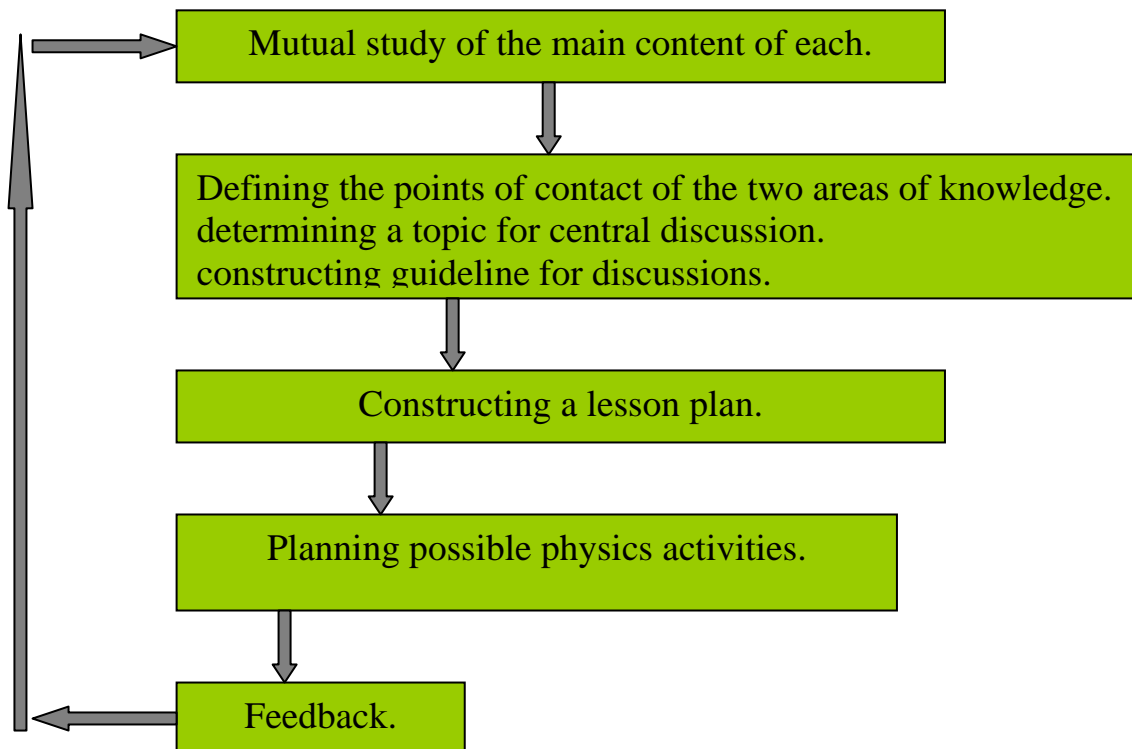 Mutual study of the main content of each.
Defining the points of contact of the two areas of knowledge.
determining a topic for central discussion.
constructing guideline for discussions.
Constructing a lesson plan.
Planning possible physics activities.
Feedback.